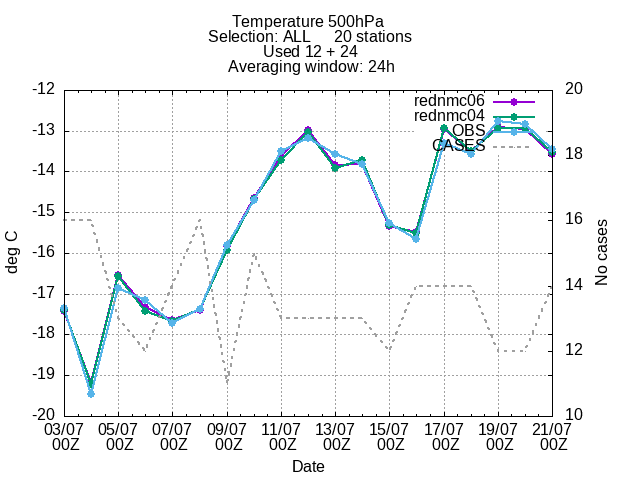 Temperature 500hPa
Selection: ALL 20 stations
Used 12 + 24
Averaging window: 24h
-12
-13
-14
-15
-16
-17
-18
-19
-20
deg C
20
18
16
14
12
10
No cases
rednmc06
rednmc04
OBS
CASES
03/07 05/07 07/07 09/07 11/07 13/07 15/07 17/07 19/07 21/07
00Z 00Z 00Z 00Z 00Z 00Z 00Z 00Z 00Z 00Z
Date